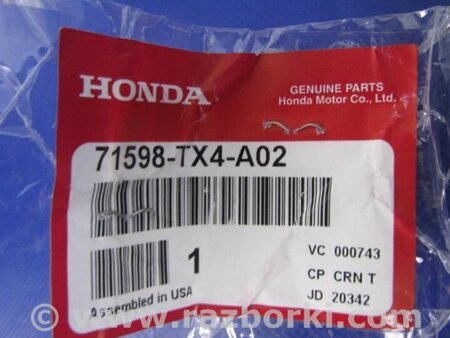 HONDA
GENUINE PARTS
Honda Motor Co., Ltd.
71598-TX4-A02
1
VC 000743
CP CRN T
JD 20342
Assembled in USA
www.razborki.com